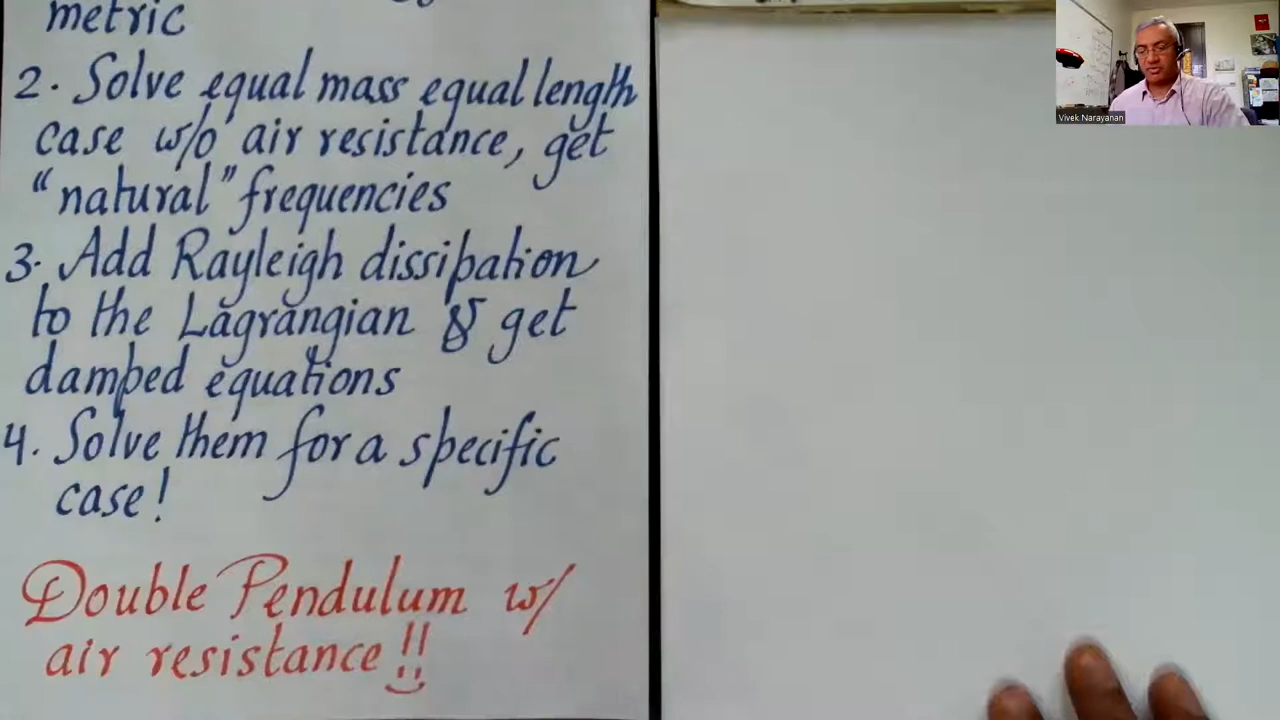 metric
2. Solve equal mass equal length
case w/o air resistance, get
"natural" frequencies
3. Add Rayleigh dissipation
to the Lagrangian & get
damped equations
4. Solve them for a specific
case!
Double Pendulum w/
air resistance!!
Vivek Narayanan